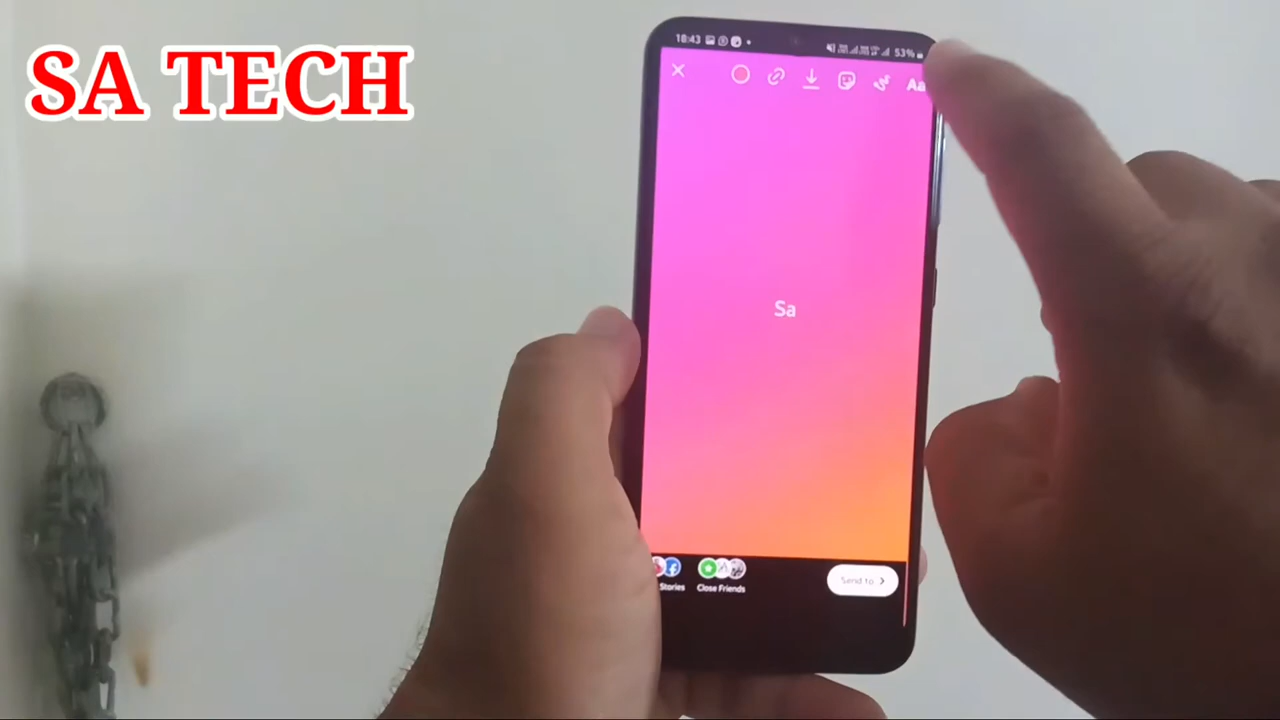 SA TECH
18:43
53%
Aa
Sa
Stories
Close Friends
Send to